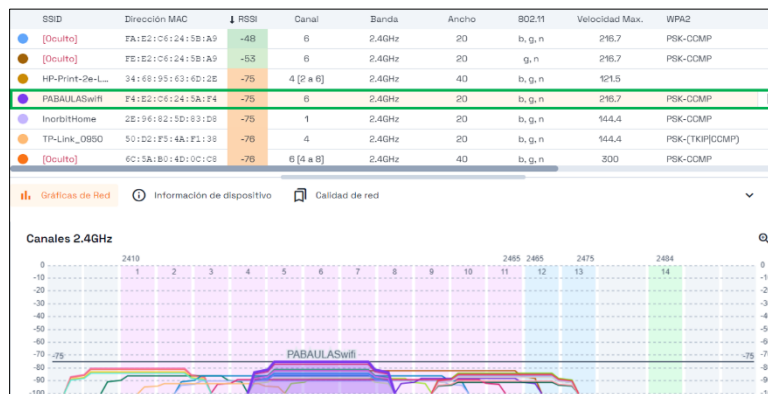 SSID Dirección MAC ↓ RSSI Canal Banda Ancho 802.11 Velocidad Max. WPA2
[Oculto] FA:E2:C6:24:5B:A9 -48 6 2.4GHz 20 b, g, n 216.7 PSK-CCMP
[Oculto] FE:E2:C6:24:5B:A9 -53 6 2.4GHz 20 g, n 216.7 PSK-CCMP
HP-Print-2e-L... 34:68:95:63:6D:2E -75 4 [2 a 6] 2.4GHz 40 b, g, n 121.5
PABAULASwifi F4:E2:C6:24:5A:F4 -75 6 2.4GHz 20 b, g, n 216.7 PSK-CCMP
InorbitHome 2E:96:82:5D:83:D8 -75 1 2.4GHz 20 b, g, n 144.4 PSK-CCMP
TP-Link_0950 50:D2:F5:4A:F1:38 -76 4 2.4GHz 20 b, g, n 144.4 PSK-(TKIP|CCMP)
[Oculto] 6C:5A:B0:4D:0C:C8 -76 6 [4 a 8] 2.4GHz 40 b, g, n 300 PSK-CCMP
Gráficas de Red Información de dispositivo Calidad de red
Canales 2.4GHz
2410 2465 2465 2475 2484
0 1 2 3 4 5 6 7 8 9 10 11 12 13 14 0
-10
-20
-30
-40
-50
-60
-70 -75 PABAULASwifi -75
-80
-90
-100